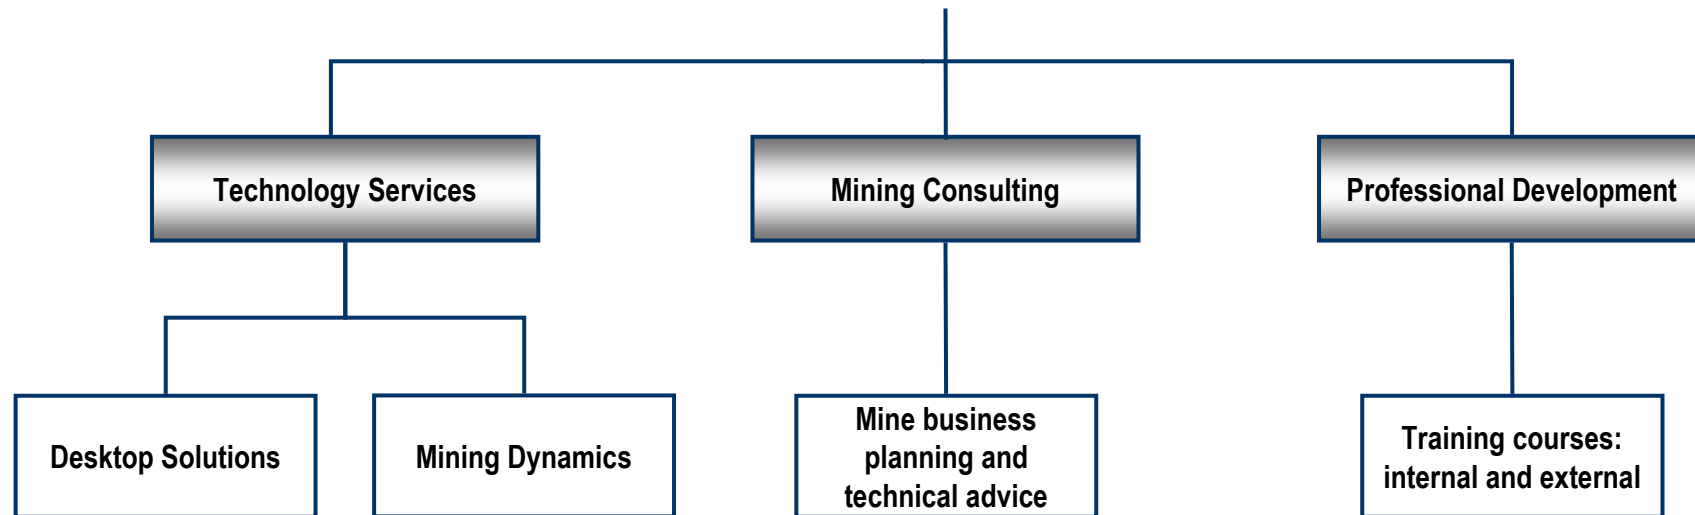 Technology Services
Mining Consulting
Professional Development
Desktop Solutions
Mining Dynamics
Mine business
planning and
technical advice
Training courses:
internal and external